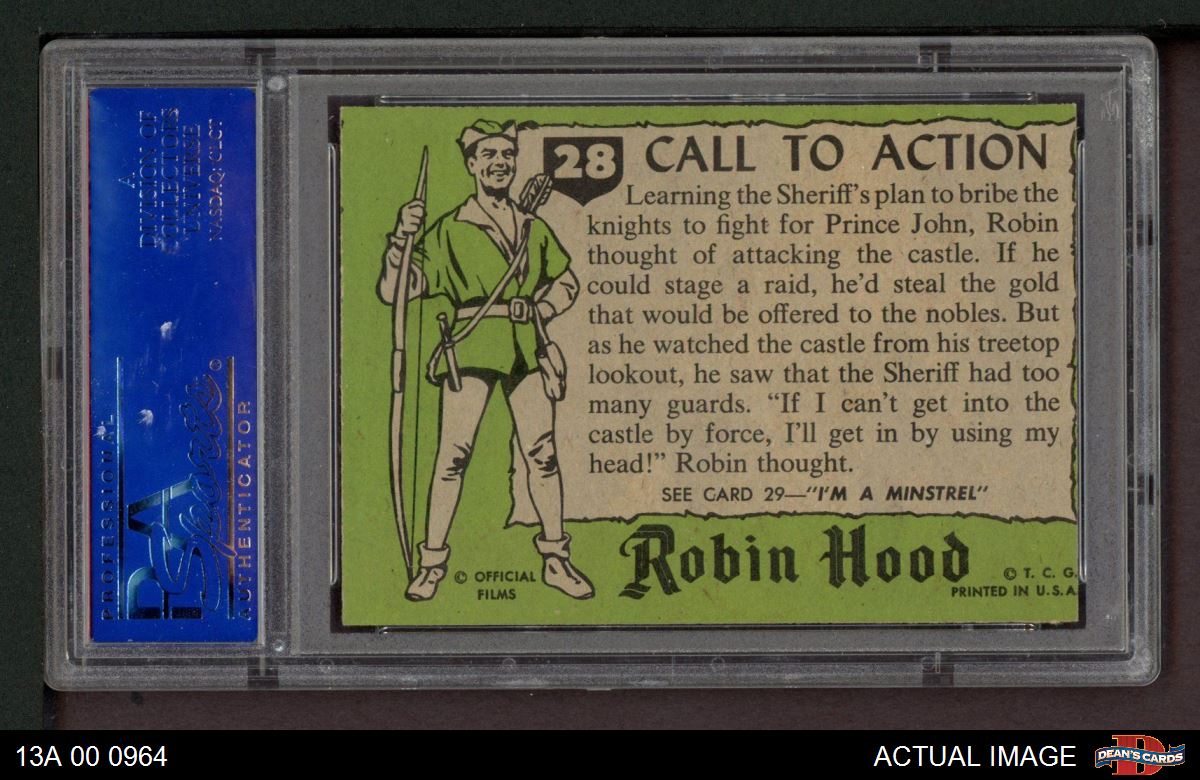 A
DIVISION OF
COLLECTORS
UNIVERSE
NASDAQ: CLCT
PROFESSIONAL
PSA
Sports
AUTHENTICATOR
28 CALL TO ACTION
Learning the Sheriff's plan to bribe the
knights to fight for Prince John, Robin
thought of attacking the castle. If he
could stage a raid, he'd steal the gold
that would be offered to the nobles. But
as he watched the castle from his treetop
lookout, he saw that the Sheriff had too
many guards. "If I can't get into the
castle by force, I'll get in by using my
head!" Robin thought.
SEE CARD 29—"I'M A MINSTREL"
Robin Hood
© OFFICIAL
FILMS
© T. C. G.
PRINTED IN U.S.A.
13A 00 0964
ACTUAL IMAGE
D
DEAN'S CARDS